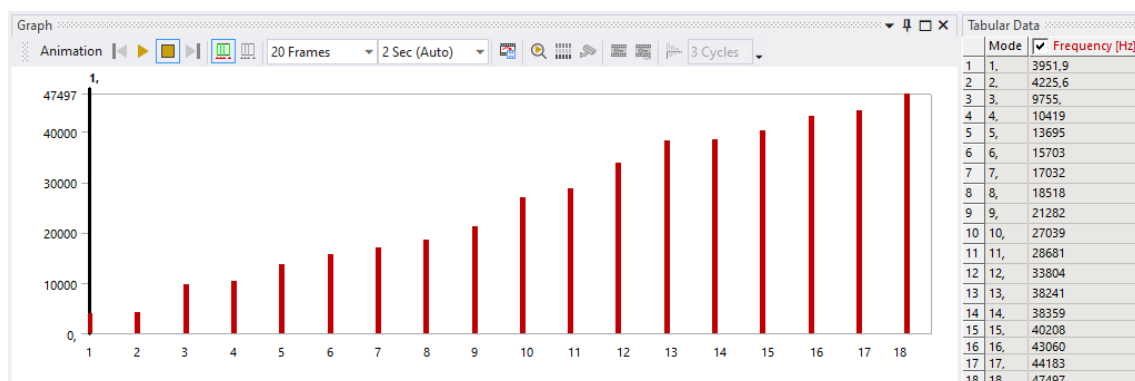 Graph
Animation 20 Frames 2 Sec (Auto) 3 Cycles
1,
47497
40000
30000
20000
10000
0,
1 2 3 4 5 6 7 8 9 10 11 12 13 14 15 16 17 18
Tabular Data
Mode Frequency [Hz]
1 1, 3951,9
2 2, 4225,6
3 3, 9755,
4 4, 10419
5 5, 13695
6 6, 15703
7 7, 17032
8 8, 18518
9 9, 21282
10 10, 27039
11 11, 28681
12 12, 33804
13 13, 38241
14 14, 38359
15 15, 40208
16 16, 43060
17 17, 44183
18 18, 47497